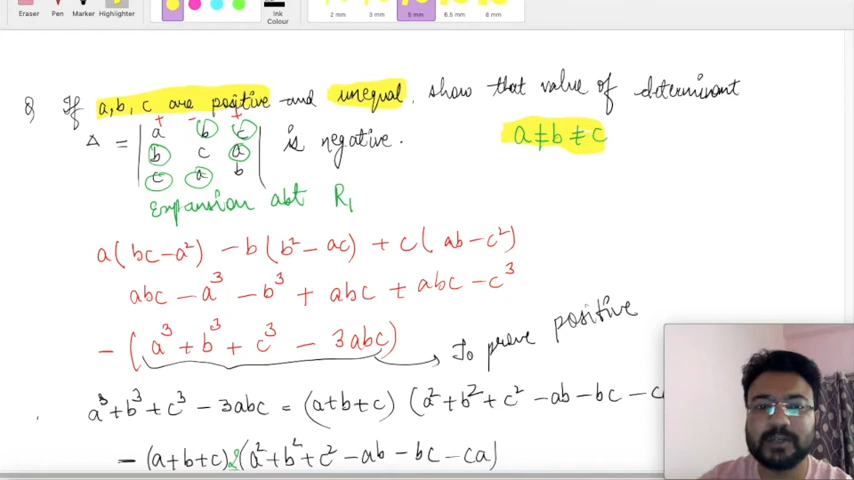 Eraser Pen Marker Highlighter Ink Colour 2 mm 3 mm 5 mm 6.5 mm 8 mm
Q If a, b, c are positive and unequal, show that value of determinant
Δ = | a b c | is negative. a ≠ b ≠ c
+ - +
b c a
c a b
Expansion abt R₁
a(bc-a²) -b(b²-ac) + c(ab-c²)
abc -a³ -b³ + abc + abc -c³
-(a³ + b³ + c³ - 3abc) → To prove positive
a³+b³+c³ - 3abc = (a+b+c) (a²+b²+c² -ab-bc-
-(a+b+c) 2 (a²+b²+c² -ab-bc-ca)